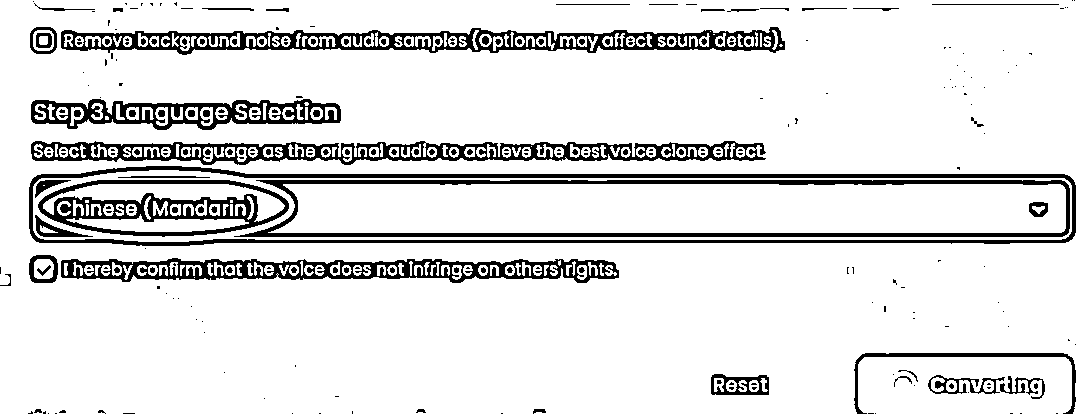 Remove background noise from audio samples (Optional, may affect sound details).
Step 3. Language Selection
Select the same language as the original audio to achieve the best voice clone effect.
Chinese (Mandarin)
I hereby confirm that the voice does not infringe on others' rights.
Reset
Converting